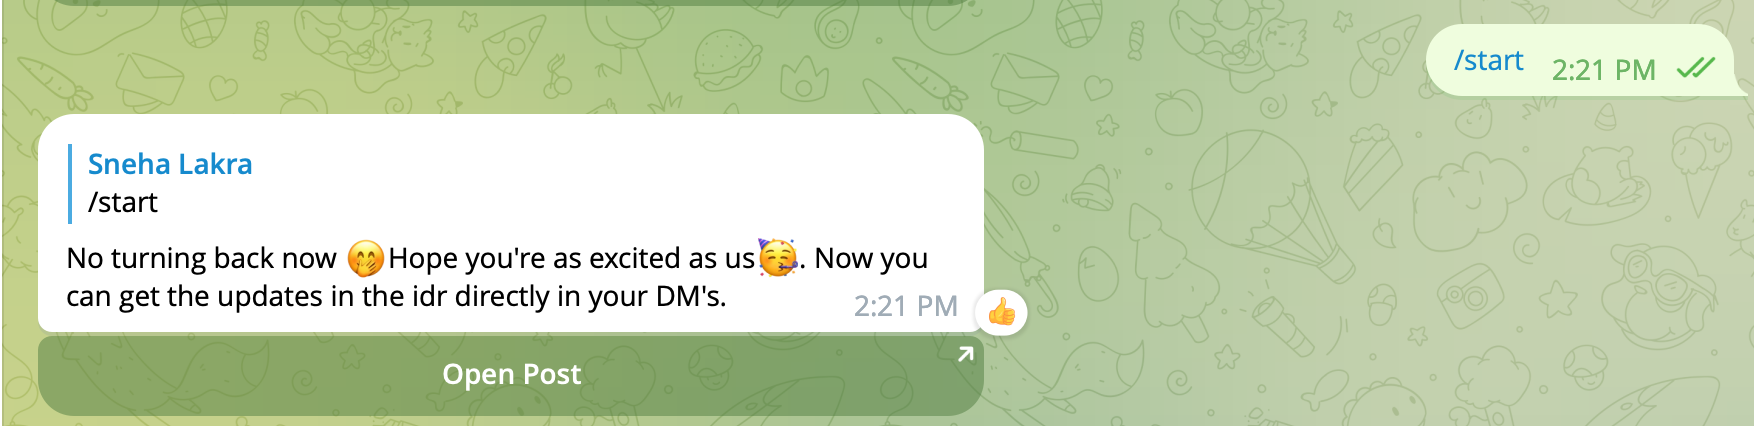 /start 2:21 PM
Sneha Lakra
/start
No turning back now 🤭Hope you're as excited as us🥳. Now you
can get the updates in the idr directly in your DM's. 2:21 PM
Open Post